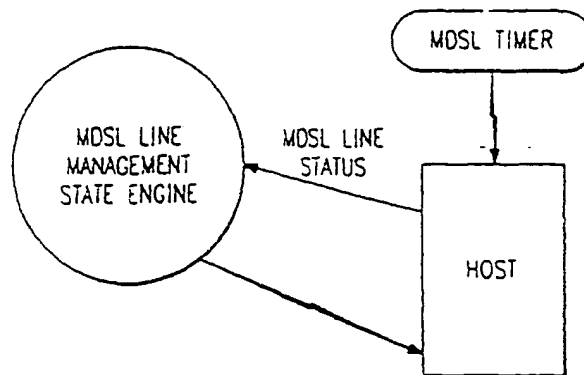 MDSL TIMER
MDSL LINE
MANAGEMENT
STATE ENGINE
MDSL LINE
STATUS
HOST